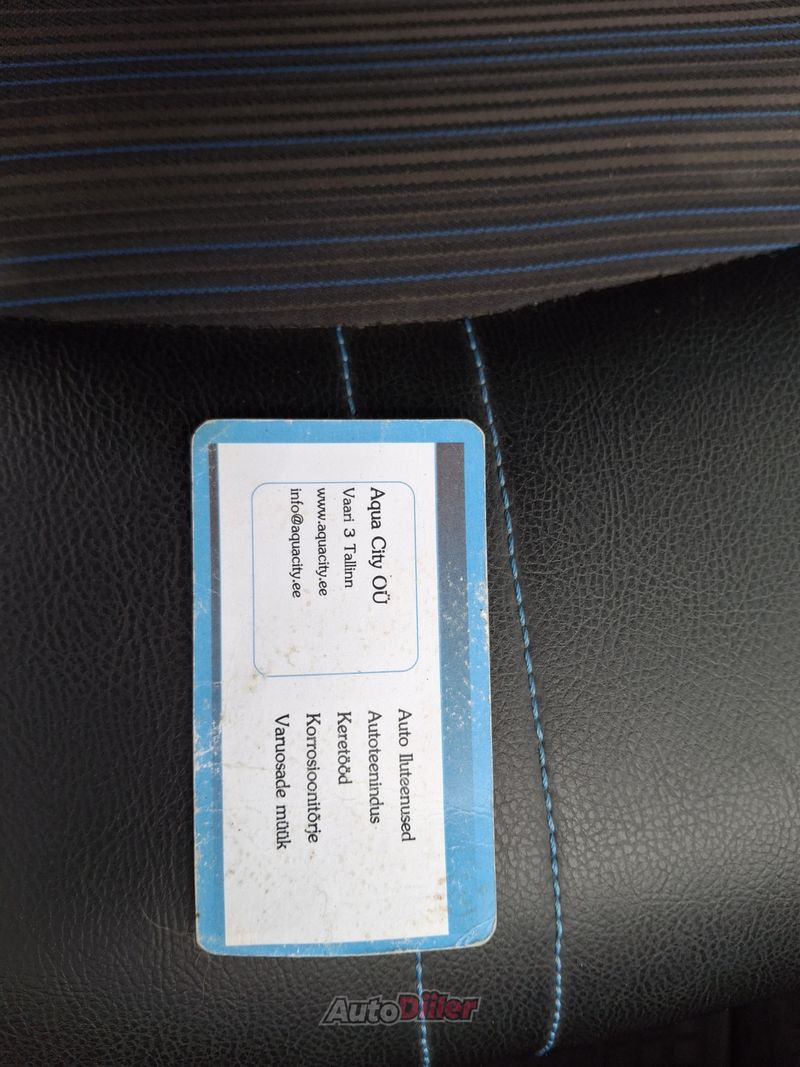 Aqua City OÜ
Vaari 3 Tallinn
www.aquacity.ee
info@aquacity.ee
Auto Iluteenused
Autoteenindus
Keretööd
Korrosioonitõrje
Varuosade müük
AutoDiiler